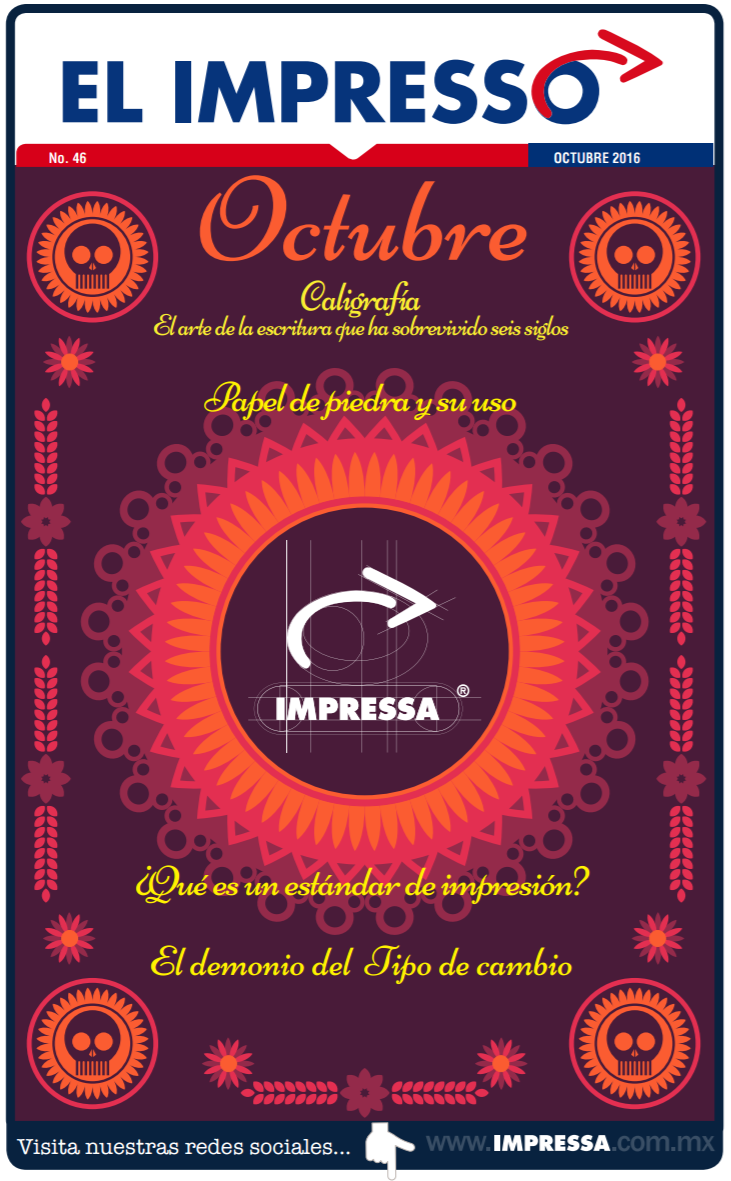 EL IMPRESSO
No. 46
OCTUBRE 2016
Octubre
Caligrafía
El arte de la escritura que ha sobrevivido seis siglos
Papel de piedra y su uso
IMPRESSA ®
¿Qué es un estándar de impresión?
El demonio del Tipo de cambio
Visita nuestras redes sociales...
www.IMPRESSA.com.mx